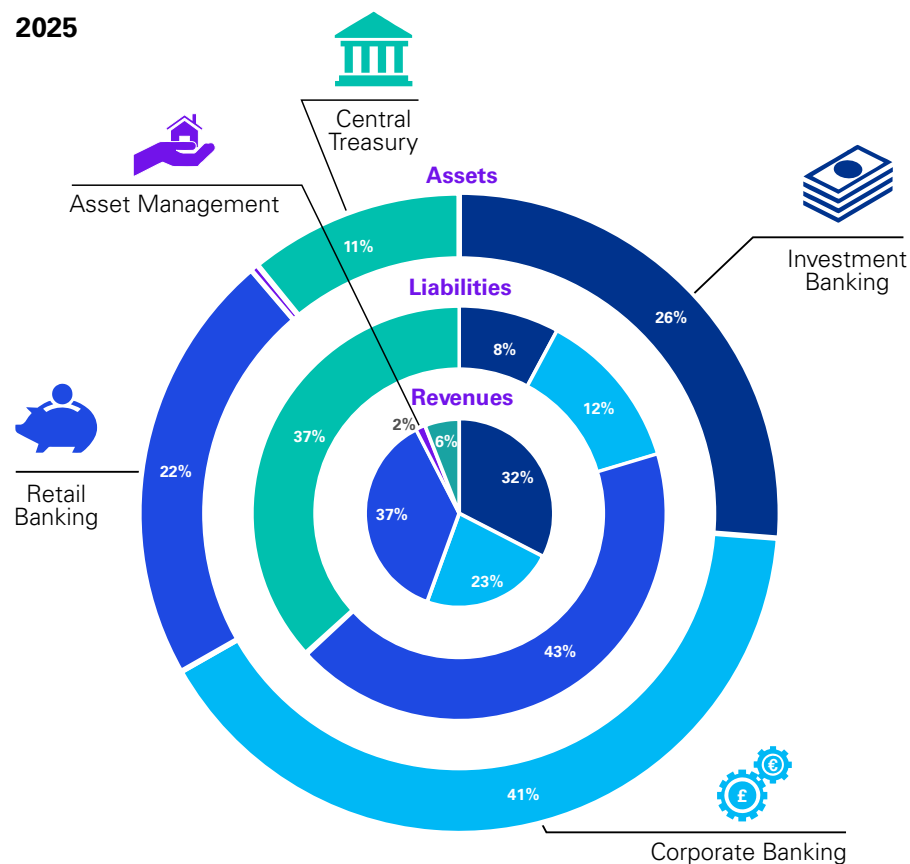 2025
Central
Treasury
Assets
Asset Management
Investment
Banking
11%
Liabilities
26%
8%
Revenues
12%
2%
6%
37%
32%
22%
Retail
Banking
37%
23%
43%
41%
£
€
Corporate Banking